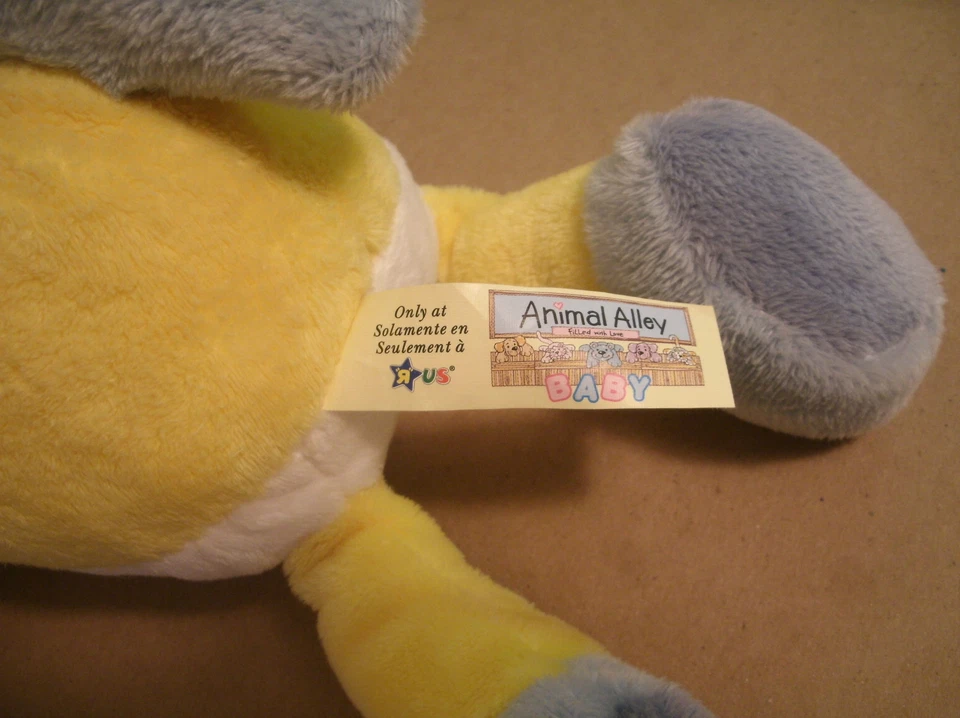 Only at
Solamente en
Seulement à
R US®
Animal Alley
Filled with Love
BABY